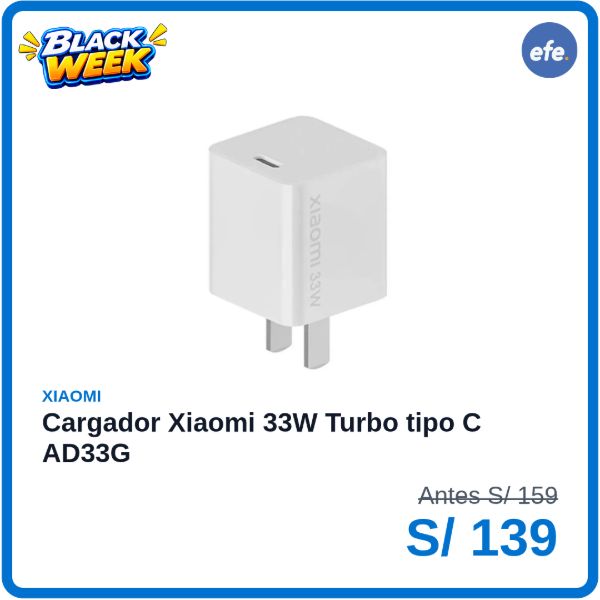 BLACK
WEEK
efe.
XIAOMI 33W
XIAOMI
Cargador Xiaomi 33W Turbo tipo C
AD33G
Antes S/ 159
S/ 139